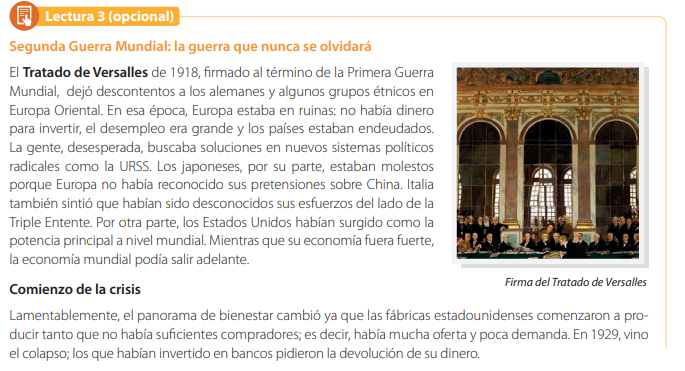 Lectura 3 (opcional)
Segunda Guerra Mundial: la guerra que nunca se olvidará
El Tratado de Versalles de 1918, firmado al término de la Primera Guerra
Mundial, dejó descontentos a los alemanes y algunos grupos étnicos en
Europa Oriental. En esa época, Europa estaba en ruinas: no había dinero
para invertir, el desempleo era grande y los países estaban endeudados.
La gente, desesperada, buscaba soluciones en nuevos sistemas políticos
radicales como la URSS. Los japoneses, por su parte, estaban molestos
porque Europa no había reconocido sus pretensiones sobre China. Italia
también sintió que habían sido desconocidos sus esfuerzos del lado de la
Triple Entente. Por otra parte, los Estados Unidos habían surgido como la
potencia principal a nivel mundial. Mientras que su economía fuera fuerte,
la economía mundial podía salir adelante.
Firma del Tratado de Versalles
Comienzo de la crisis
Lamentablemente, el panorama de bienestar cambió ya que las fábricas estadounidenses comenzaron a pro-
ducir tanto que no había suficientes compradores; es decir, había mucha oferta y poca demanda. En 1929, vino
el colapso; los que habían invertido en bancos pidieron la devolución de su dinero.